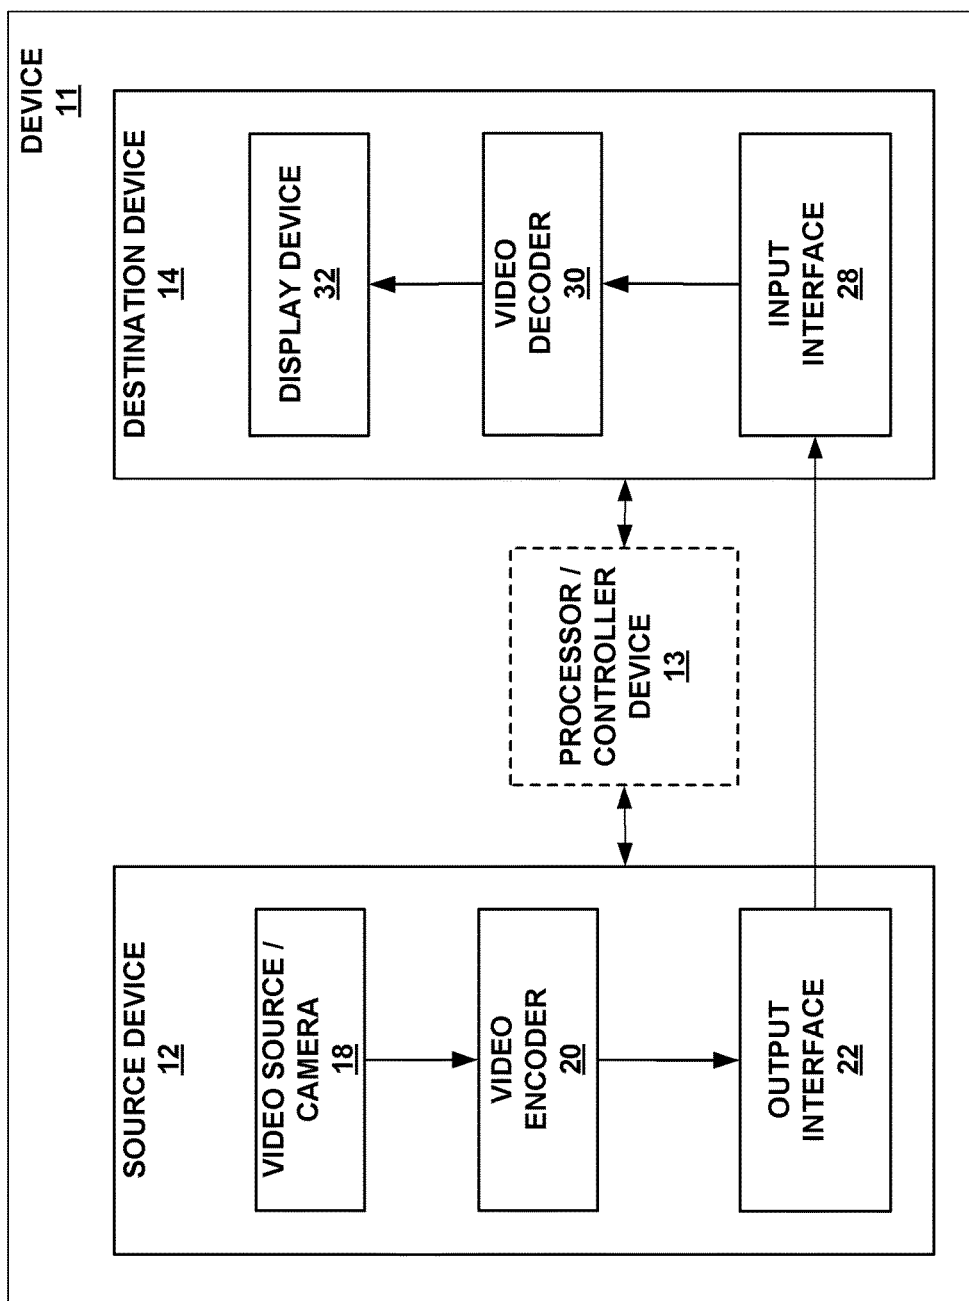 DEVICE
11
SOURCE DEVICE
12
VIDEO SOURCE /
CAMERA
18
VIDEO
ENCODER
20
OUTPUT
INTERFACE
22
PROCESSOR /
CONTROLLER
DEVICE
13
DESTINATION DEVICE
14
DISPLAY DEVICE
32
VIDEO
DECODER
30
INPUT
INTERFACE
28